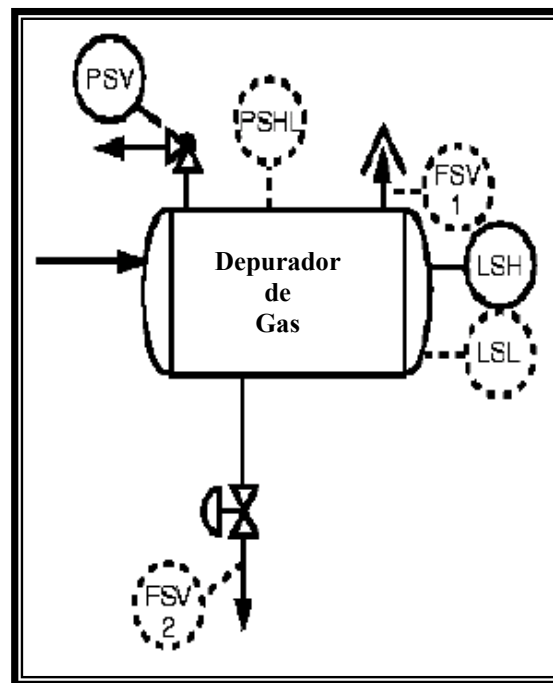 PSV
PSHL
FSV
1
Depurador
de
Gas
LSH
LSL
FSV
2